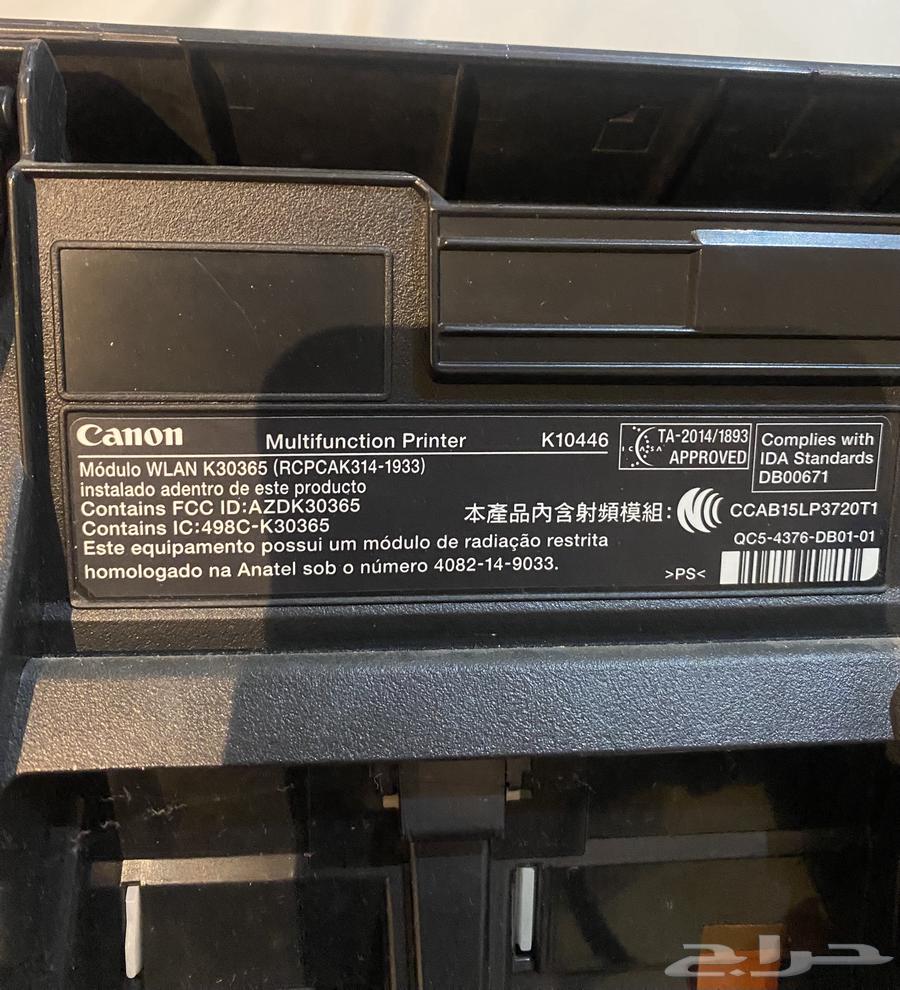 Canon Multifunction Printer K10446
Módulo WLAN K30365 (RCPCAK314-1933)
instalado adentro de este producto
Contains FCC ID:AZDK30365
Contains IC:498C-K30365
Este equipamento possui um módulo de radiação restrita
homologado na Anatel sob o número 4082-14-9033.
ICASA
TA-2014/1893
APPROVED
Complies with
IDA Standards
DB00671
本產品內含射頻模組: CCAB15LP3720T1
QC5-4376-DB01-01
>PS<
حراج